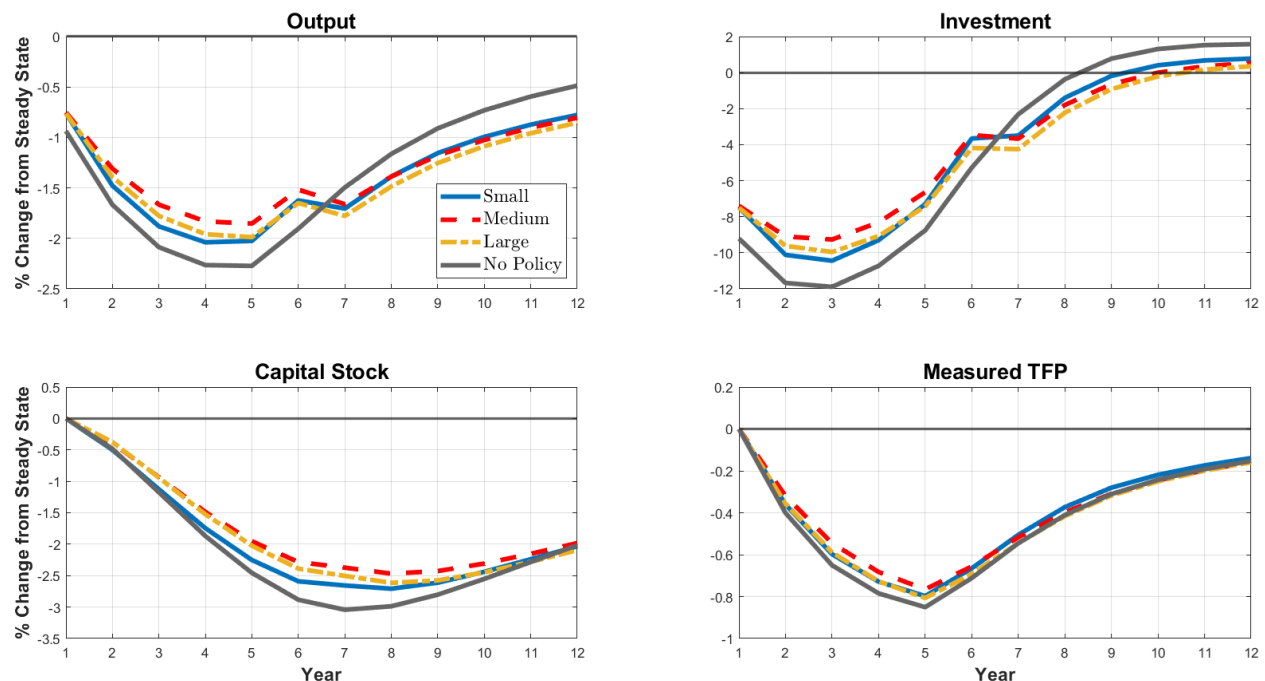 Output
% Change from Steady State
0
-0.5
-1
-1.5
-2
-2.5
1 2 3 4 5 6 7 8 9 10 11 12
Small
Medium
Large
No Policy
Investment
2
0
-2
-4
-6
-8
-10
-12
1 2 3 4 5 6 7 8 9 10 11 12
Capital Stock
% Change from Steady State
0.5
0
-0.5
-1
-1.5
-2
-2.5
-3
-3.5
1 2 3 4 5 6 7 8 9 10 11 12
Year
Measured TFP
0.2
0
-0.2
-0.4
-0.6
-0.8
-1
1 2 3 4 5 6 7 8 9 10 11 12
Year